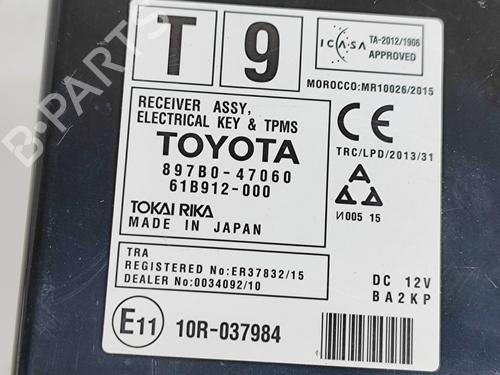 T 9
ICASA
TA-2012/1906
APPROVED
MOROCCO:MR10026/2015
RECEIVER ASSY,
ELECTRICAL KEY & TPMS
TOYOTA
897B0-47060
61B912-000
TOKAI RIKA
MADE IN JAPAN
CE
TRC/LPD/2013/31
И005 15
TRA
REGISTERED No:ER37832/15
DEALER No:0034092/10
DC 12V
BA2KP
E11 10R-037984
B-PARTS